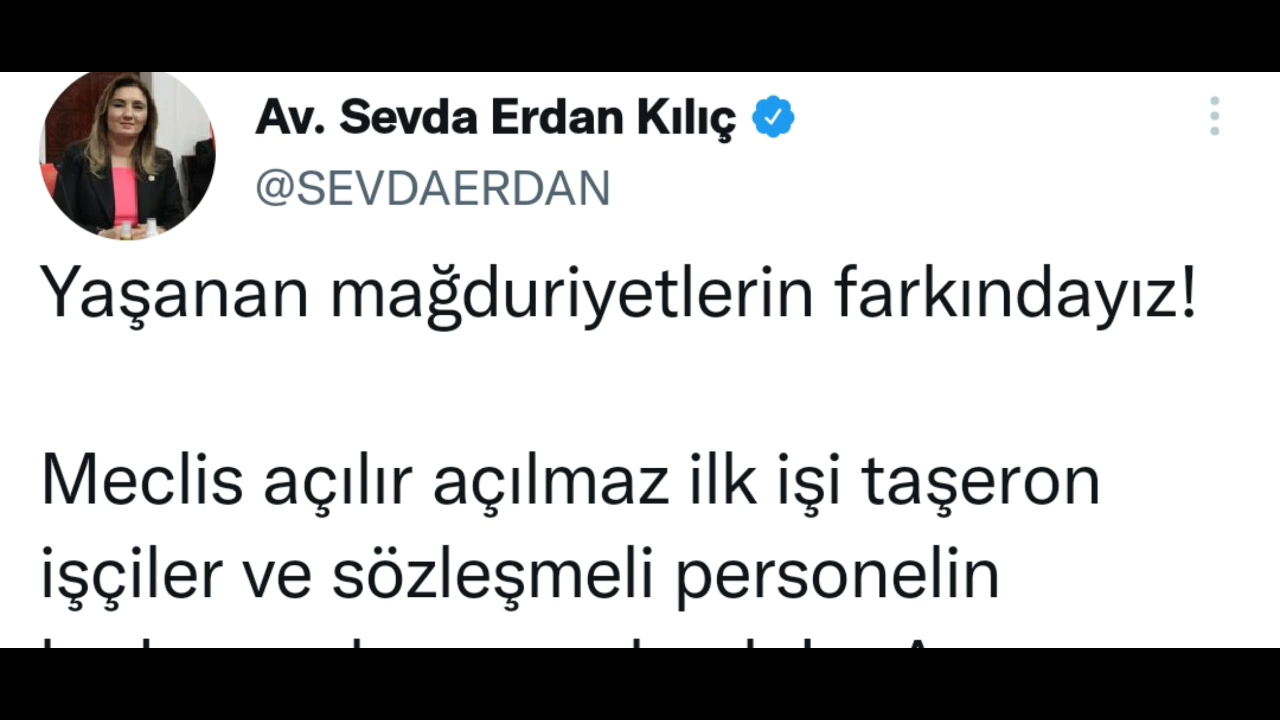 Av. Sevda Erdan Kılıç
@SEVDAERDAN
Yaşanan mağduriyetlerin farkındayız!
Meclis açılır açılmaz ilk işi taşeron
işçiler ve sözleşmeli personelin